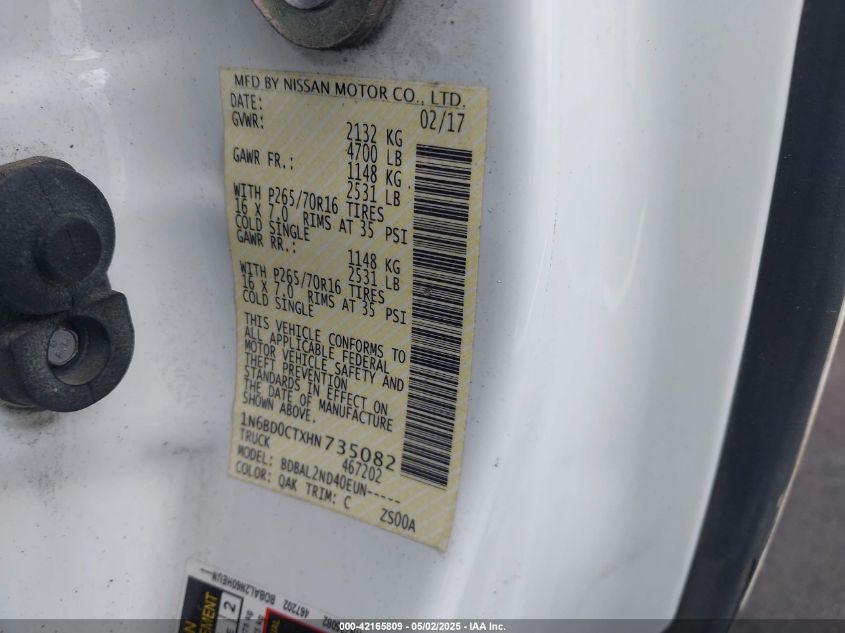 MFD BY NISSAN MOTOR CO., LTD.
DATE: 02/17
GVWR: 2132 KG
4700 LB
GAWR FR.: 1148 KG
2531 LB
WITH P265/70R16 TIRES
16 X 7.0 RIMS AT 35 PSI
COLD SINGLE
GAWR RR.: 1148 KG
2531 LB
WITH P265/70R16 TIRES
16 X 7.0 RIMS AT 35 PSI
COLD SINGLE
THIS VEHICLE CONFORMS TO
ALL APPLICABLE FEDERAL
MOTOR VEHICLE SAFETY AND
THEFT PREVENTION
STANDARDS IN EFFECT ON
THE DATE OF MANUFACTURE
SHOWN ABOVE.
1N6BD0CTXHN735082
TRUCK 467202
MODEL: BDBAL2ND40EUN-----
COLOR: QAK TRIM: C ZS00A
467202
2
000-42165809 - 05/02/2025 - IAA Inc.